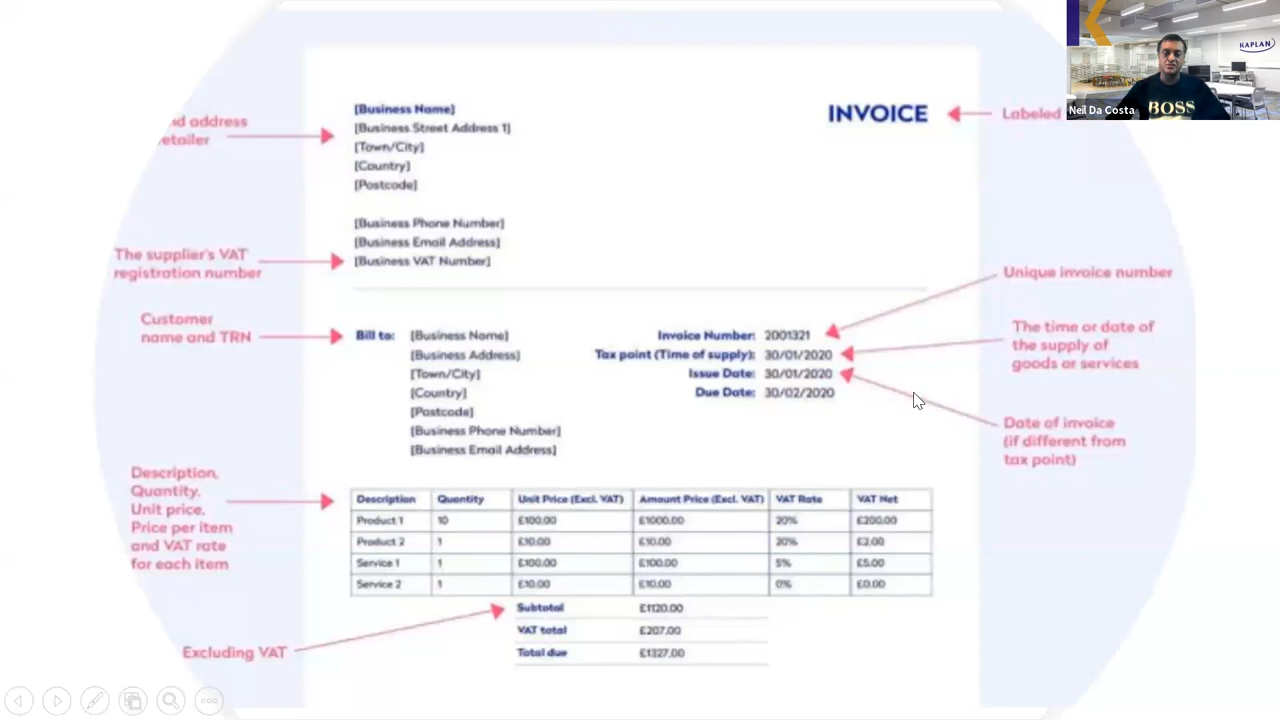 KAPLAN
BOSS
Neil Da Costa
address
[Business Name]
[Business Street Address 1]
[Town/City]
[Country]
[Postcode]
[Business Phone Number]
[Business Email Address]
[Business VAT Number]
INVOICE
Labeled
The supplier's VAT
registration number
Customer
name and TRN
Bill to:
[Business Name]
[Business Address]
[Town/City]
[Country]
[Postcode]
[Business Phone Number]
[Business Email Address]
Invoice Number: 2001321
Tax point (Time of supply): 30/01/2020
Issue Date: 30/01/2020
Due Date: 30/02/2020
Unique invoice number
The time or date of
the supply of
goods or services
Date of invoice
(if different from
tax point)
Description,
Quantity,
Unit price,
Price per item
and VAT rate
for each item
Description Quantity Unit Price (Excl. VAT) Amount Price (Excl. VAT) VAT Rate VAT Net
Product 1 10 £100.00 £1000.00 20% £200.00
Product 2 1 £10.00 £10.00 20% £2.00
Service 1 1 £100.00 £100.00 5% £5.00
Service 2 1 £10.00 £10.00 0% £0.00
Subtotal £1120.00
VAT total £207.00
Total due £1327.00
Excluding VAT